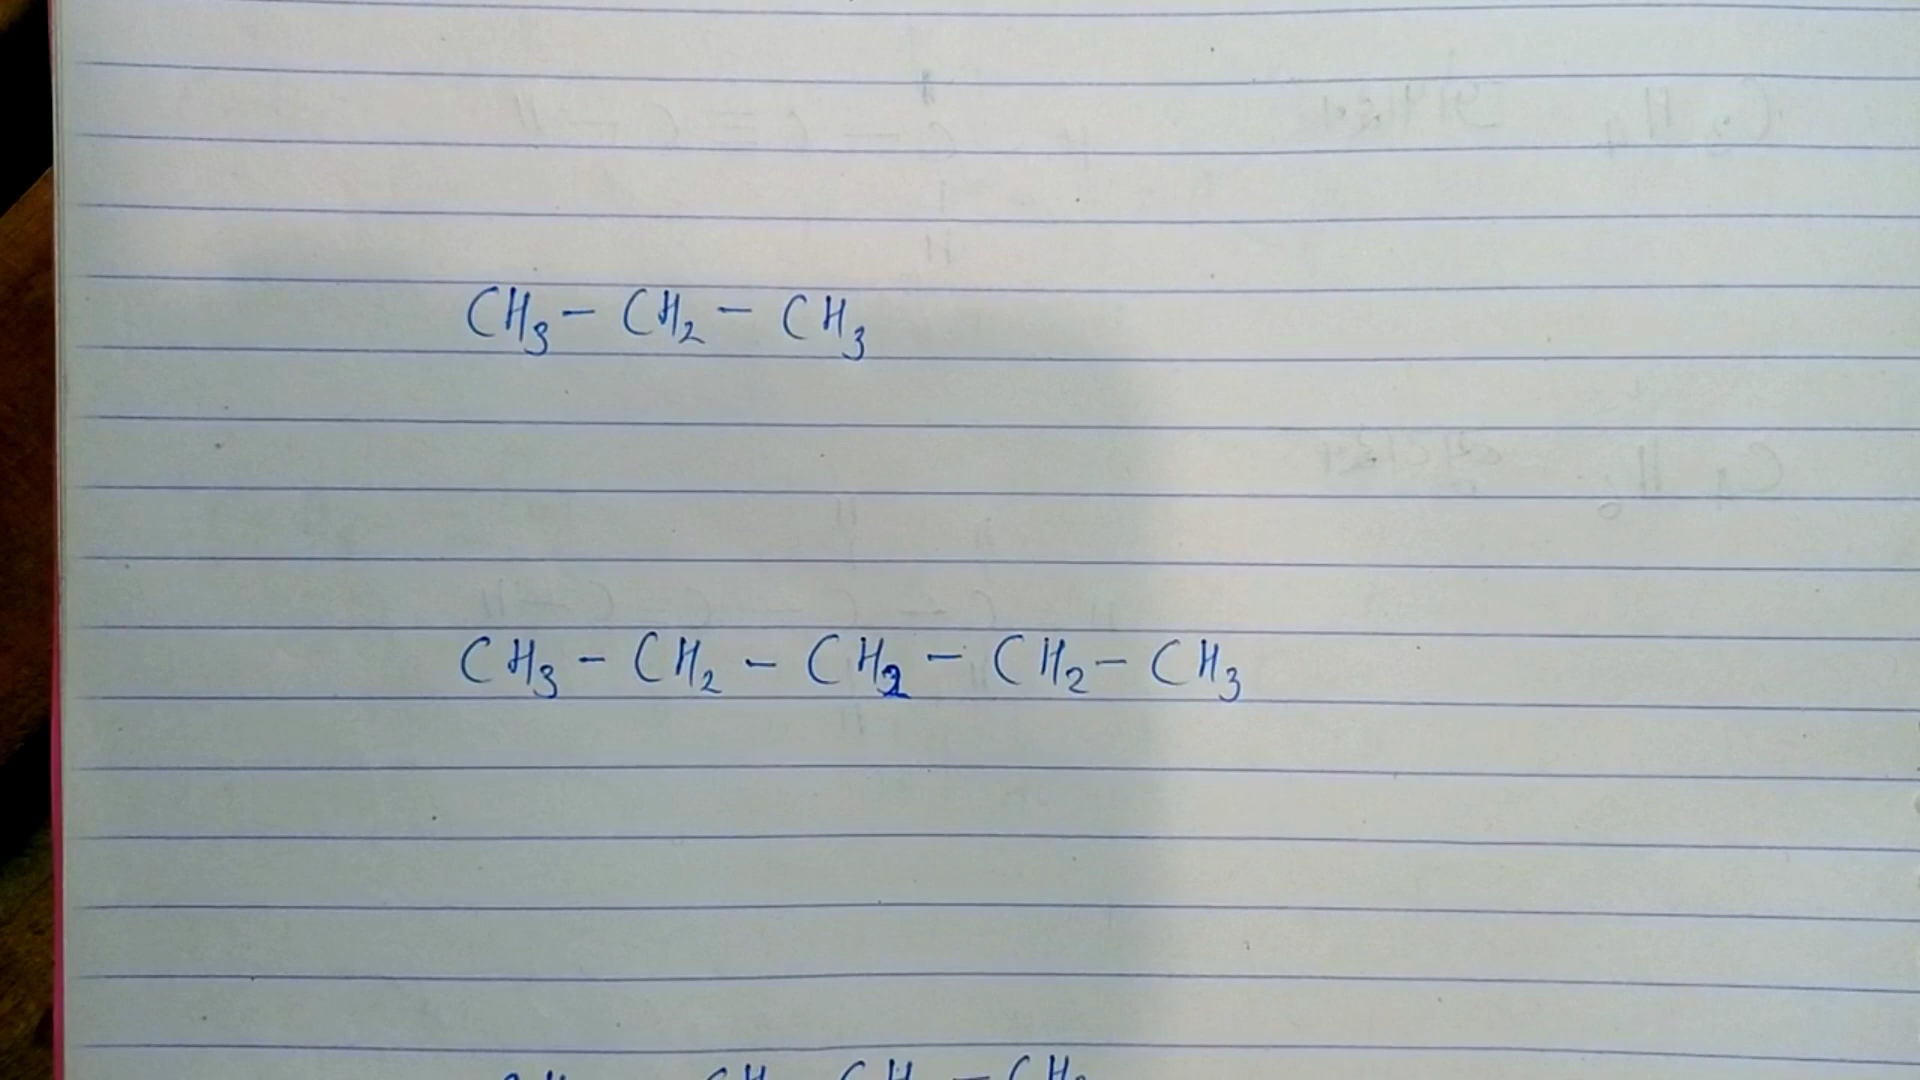 CH₃ – CH₂ – CH₃
CH₃ – CH₂ – CH₂ – CH₂ – CH₃